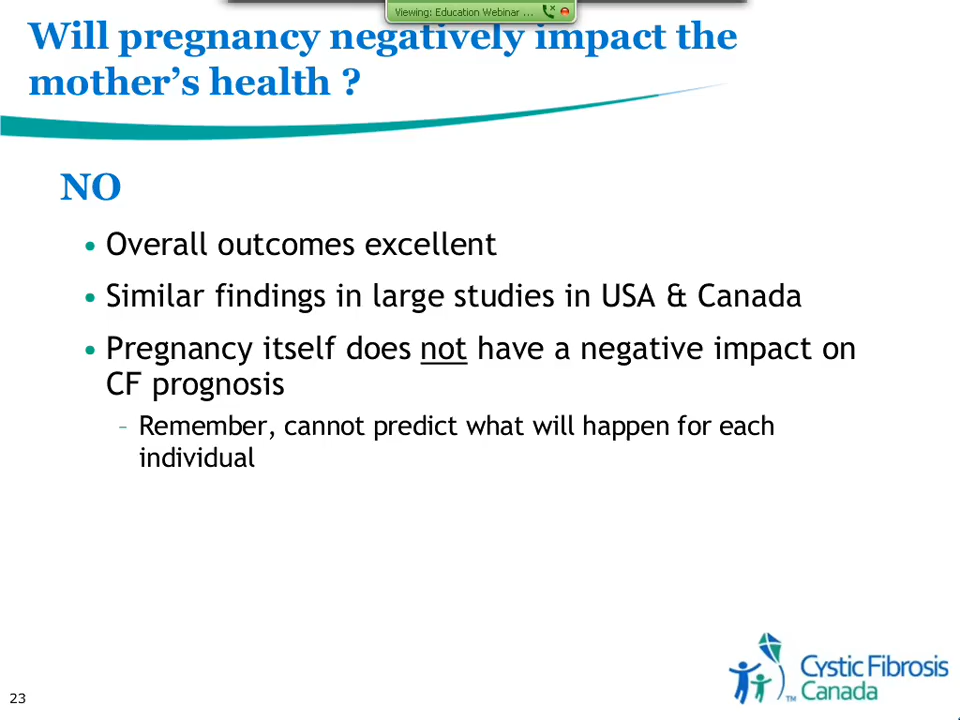 Viewing: Education Webinar ...
Will pregnancy negatively impact the
mother’s health ?
NO
• Overall outcomes excellent
• Similar findings in large studies in USA & Canada
• Pregnancy itself does not have a negative impact on
CF prognosis
– Remember, cannot predict what will happen for each
individual
Cystic Fibrosis
Canada
TM
23